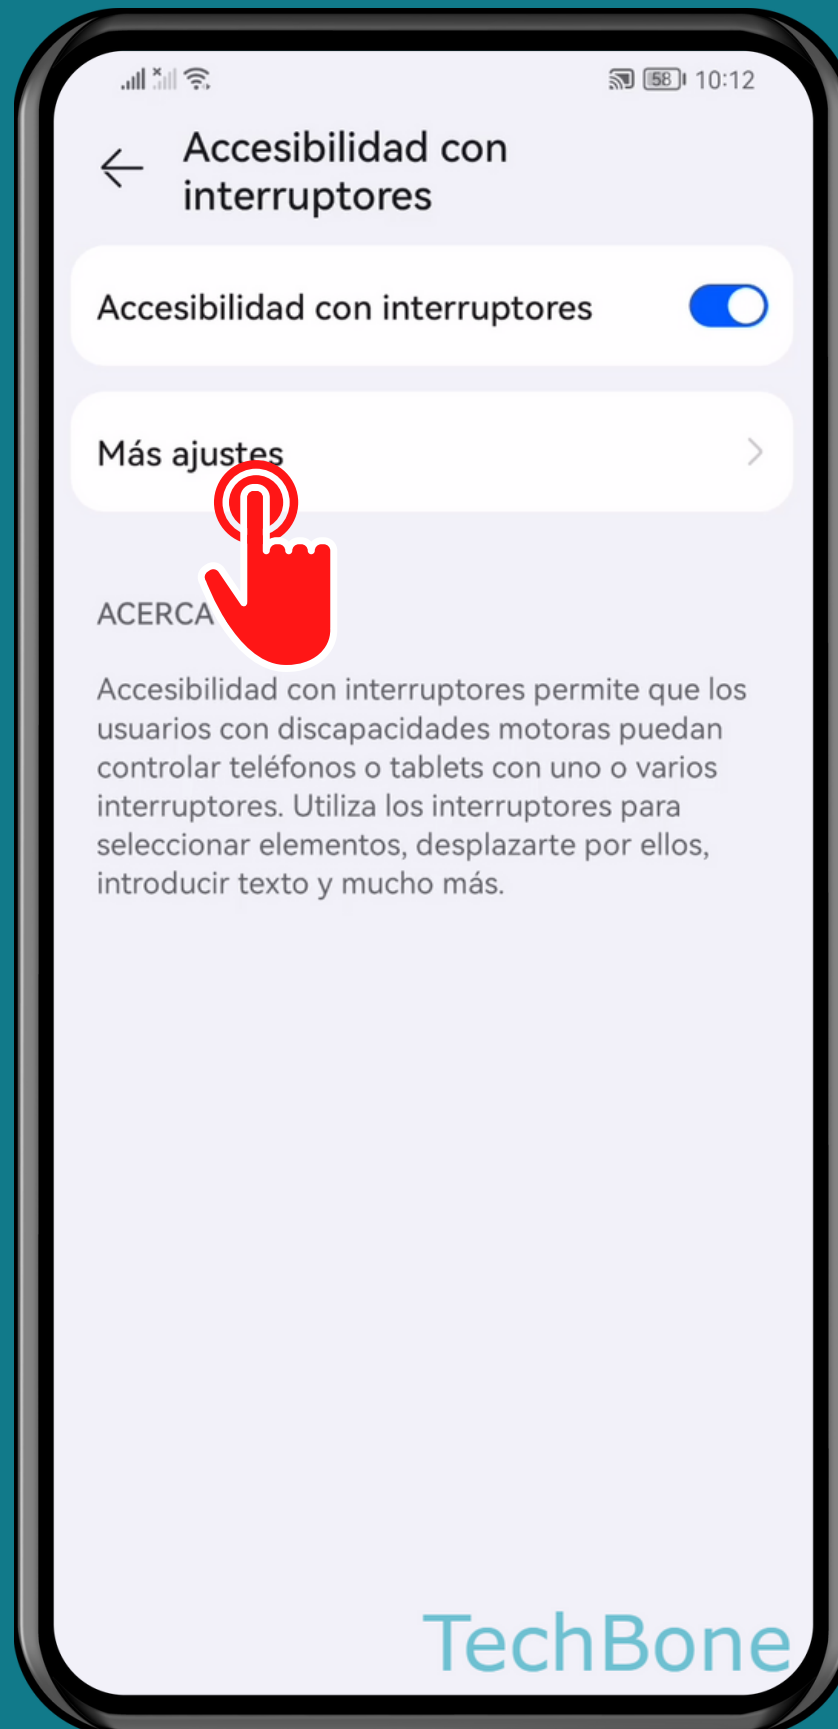 58 10:12
Accesibilidad con
interruptores
Accesibilidad con interruptores
Más ajustes
ACERCA
Accesibilidad con interruptores permite que los
usuarios con discapacidades motoras puedan
controlar teléfonos o tablets con uno o varios
interruptores. Utiliza los interruptores para
seleccionar elementos, desplazarte por ellos,
introducir texto y mucho más.
TechBone